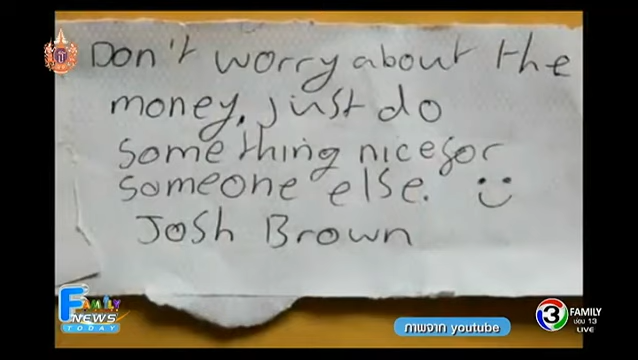 Don't worry about the
money, just do
something nice for
someone else.
Josh Brown
FAMILY
NEWS
TODAY
ภาพจาก youtube
3
FAMILY
ช่อง 13
LIVE